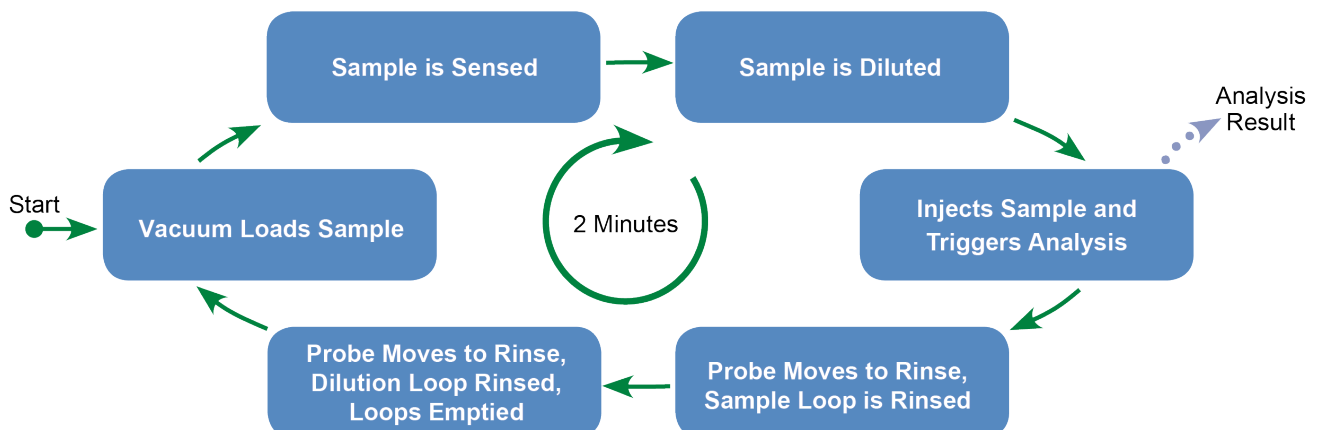 Sample is Sensed
Sample is Diluted
Analysis
Result
Start
Vacuum Loads Sample
2 Minutes
Injects Sample and
Triggers Analysis
Probe Moves to Rinse,
Dilution Loop Rinsed,
Loops Emptied
Probe Moves to Rinse,
Sample Loop is Rinsed